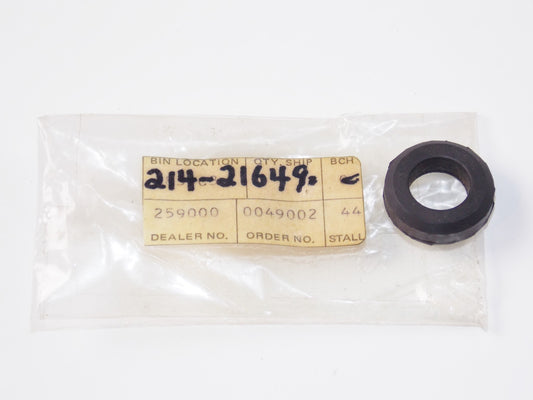 BIN LOCATION QTY. SHIP BCH
214-21649
259000 0049002 44
DEALER NO. ORDER NO. STALL